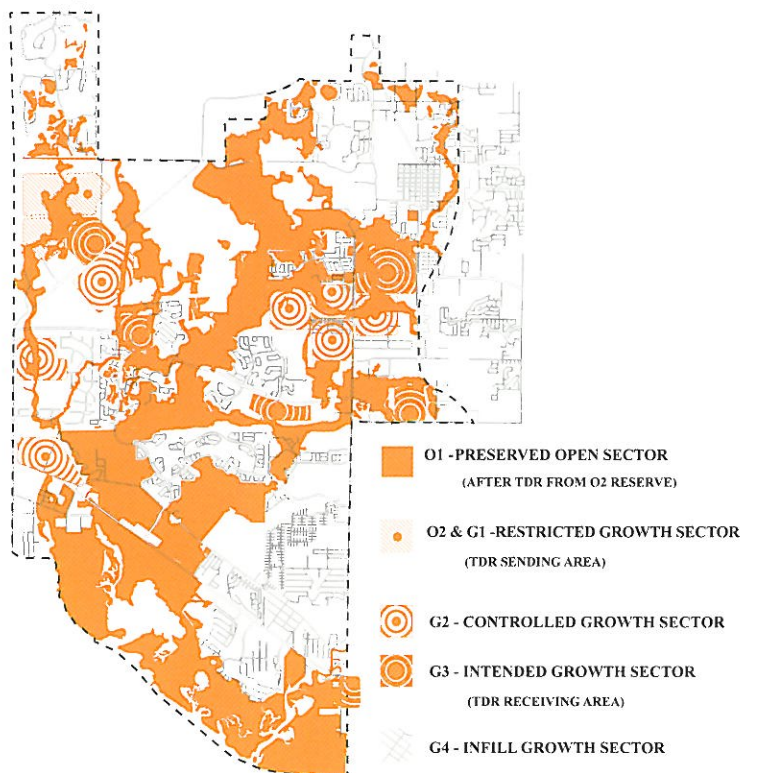 O1 -PRESERVED OPEN SECTOR
(AFTER TDR FROM O2 RESERVE)
O2 & G1 -RESTRICTED GROWTH SECTOR
(TDR SENDING AREA)
G2 - CONTROLLED GROWTH SECTOR
G3 - INTENDED GROWTH SECTOR
(TDR RECEIVING AREA)
G4 - INFILL GROWTH SECTOR